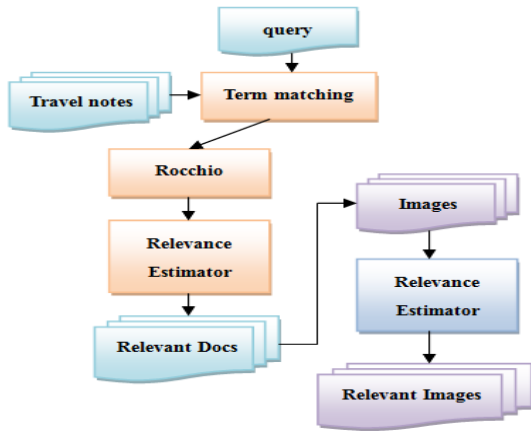 query
Travel notes
Term matching
Rocchio
Relevance
Estimator
Relevant Docs
Images
Relevance
Estimator
Relevant Images